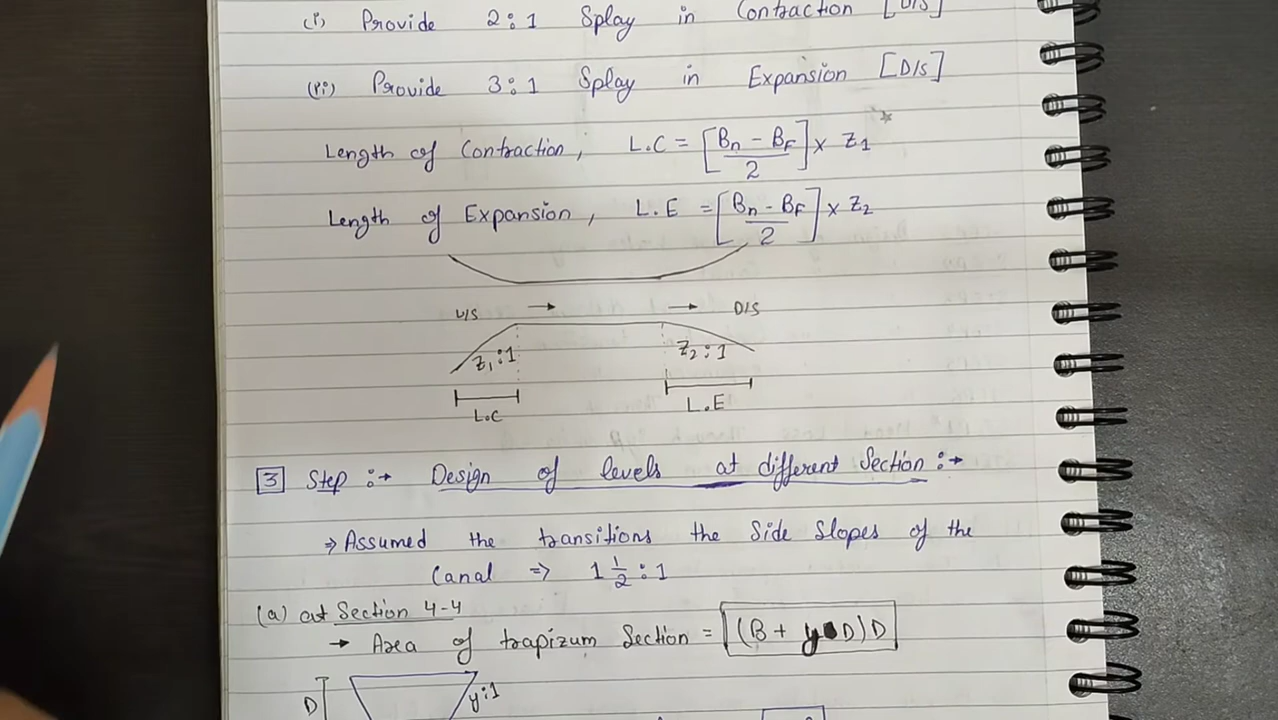 (i) Provide 2:1 Splay in Contraction [U/S]
(ii) Provide 3:1 Splay in Expansion [D/S]
Length of Contraction, L.C = [Bn - BF / 2] x Z1
Length of Expansion, L.E = [Bn - BF / 2] x Z2
U/S → → D/S
Z1:1 Z2:1
L.C L.E
3 Step :→ Design of levels at different Section :→
⇒ Assumed the transitions the Side Slopes of the
Canal ⇒ 1 1/2 : 1
(a) at Section 4-4
→ Area of trapizum Section = (B + yD)D
D y:1